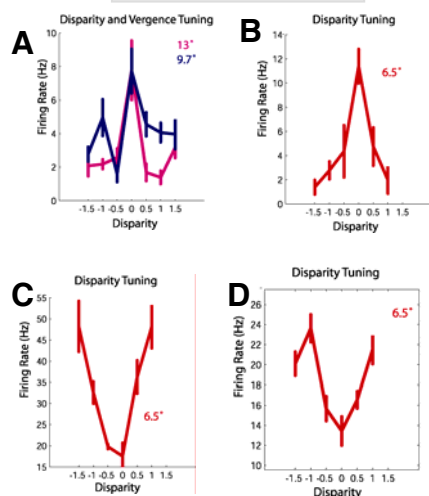 A
Disparity and Vergence Tuning
13°
9.7°
Firing Rate (Hz)
10
8
6
4
2
0
-1.5 -1 -0.5 0 0.5 1 1.5
Disparity
B
Disparity Tuning
6.5°
Firing Rate (Hz)
14
12
10
8
6
4
2
0
-1.5 -1 -0.5 0 0.5 1 1.5
Disparity
C
Disparity Tuning
6.5°
Firing Rate (Hz)
55
50
45
40
35
30
25
20
15
-1.5 -1 -0.5 0 0.5 1 1.5
Disparity
D
Disparity Tuning
6.5°
Firing Rate (Hz)
26
24
22
20
18
16
14
12
10
-1.5 -1 -0.5 0 0.5 1 1.5
Disparity